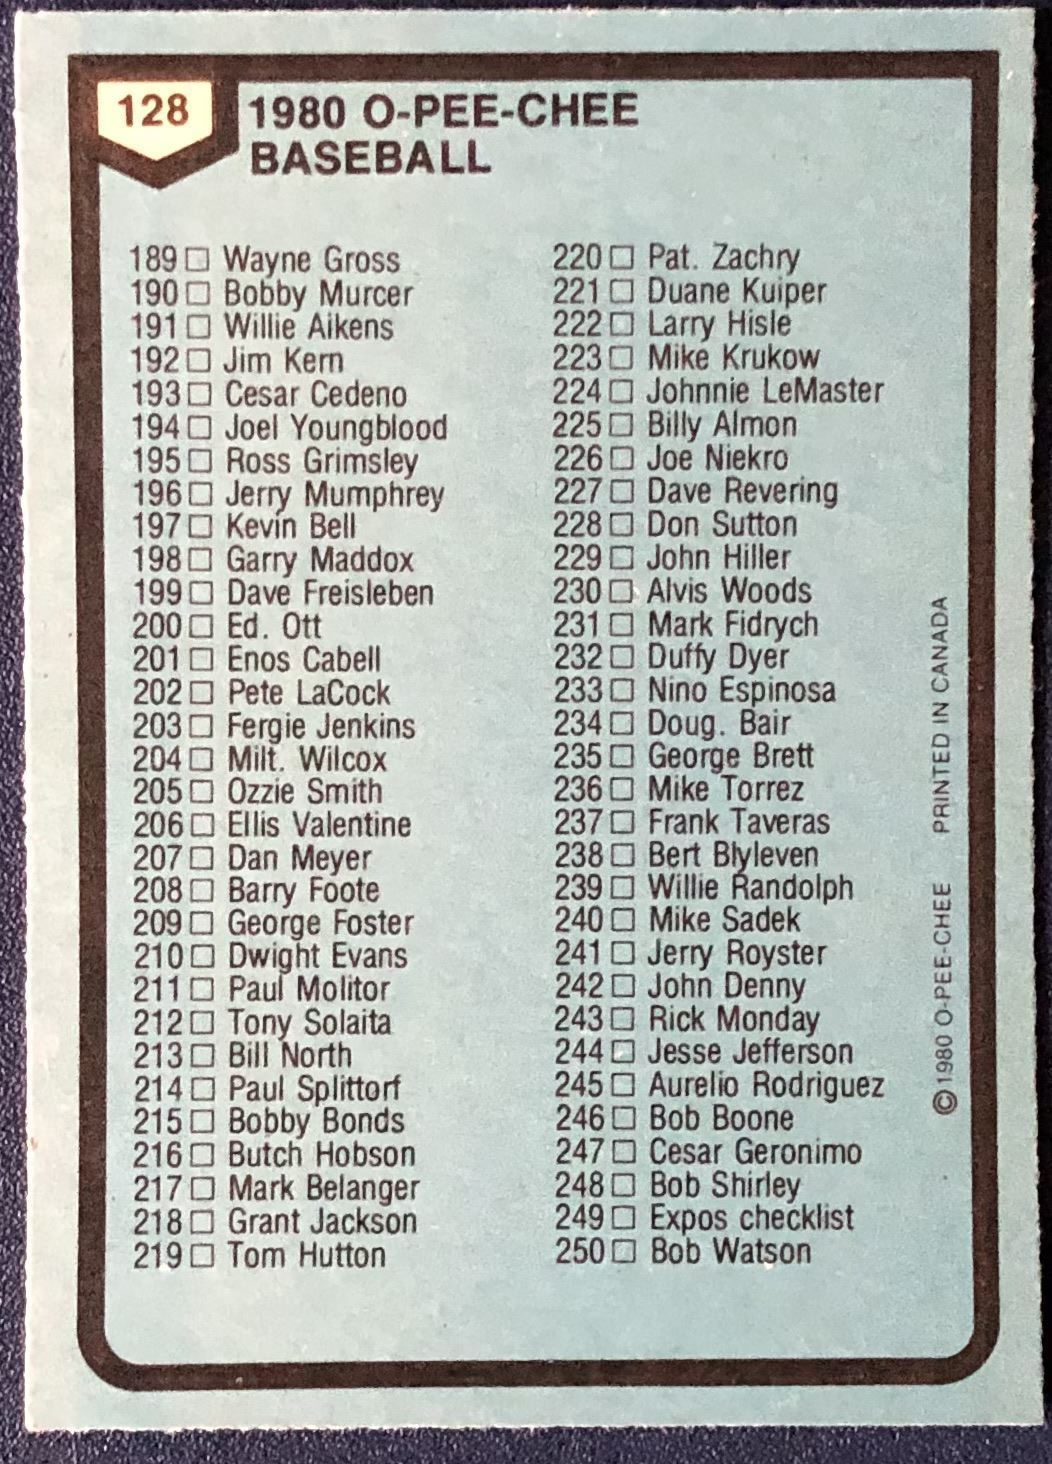 128
1980 O-PEE-CHEE
BASEBALL
189 □ Wayne Gross
190 □ Bobby Murcer
191 □ Willie Aikens
192 □ Jim Kern
193 □ Cesar Cedeno
194 □ Joel Youngblood
195 □ Ross Grimsley
196 □ Jerry Mumphrey
197 □ Kevin Bell
198 □ Garry Maddox
199 □ Dave Freisleben
200 □ Ed. Ott
201 □ Enos Cabell
202 □ Pete LaCock
203 □ Fergie Jenkins
204 □ Milt. Wilcox
205 □ Ozzie Smith
206 □ Ellis Valentine
207 □ Dan Meyer
208 □ Barry Foote
209 □ George Foster
210 □ Dwight Evans
211 □ Paul Molitor
212 □ Tony Solaita
213 □ Bill North
214 □ Paul Splittorf
215 □ Bobby Bonds
216 □ Butch Hobson
217 □ Mark Belanger
218 □ Grant Jackson
219 □ Tom Hutton
220 □ Pat. Zachry
221 □ Duane Kuiper
222 □ Larry Hisle
223 □ Mike Krukow
224 □ Johnnie LeMaster
225 □ Billy Almon
226 □ Joe Niekro
227 □ Dave Revering
228 □ Don Sutton
229 □ John Hiller
230 □ Alvis Woods
231 □ Mark Fidrych
232 □ Duffy Dyer
233 □ Nino Espinosa
234 □ Doug. Bair
235 □ George Brett
236 □ Mike Torrez
237 □ Frank Taveras
238 □ Bert Blyleven
239 □ Willie Randolph
240 □ Mike Sadek
241 □ Jerry Royster
242 □ John Denny
243 □ Rick Monday
244 □ Jesse Jefferson
245 □ Aurelio Rodriguez
246 □ Bob Boone
247 □ Cesar Geronimo
248 □ Bob Shirley
249 □ Expos checklist
250 □ Bob Watson
©1980 O-PEE-CHEE PRINTED IN CANADA